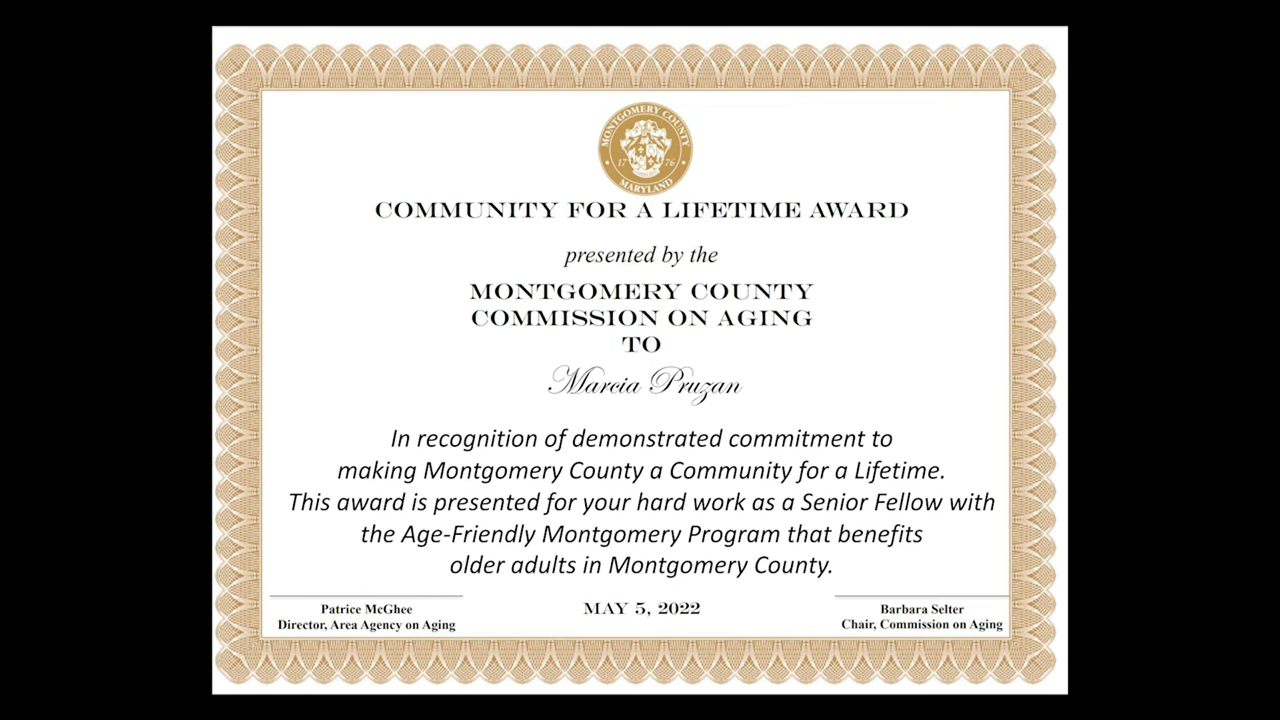 MONTGOMERY COUNTY
17 76
MARYLAND
COMMUNITY FOR A LIFETIME AWARD
presented by the
MONTGOMERY COUNTY
COMMISSION ON AGING
TO
Marcia Pruzan
In recognition of demonstrated commitment to
making Montgomery County a Community for a Lifetime.
This award is presented for your hard work as a Senior Fellow with
the Age-Friendly Montgomery Program that benefits
older adults in Montgomery County.
Patrice McGhee
Director, Area Agency on Aging
MAY 5, 2022
Barbara Selter
Chair, Commission on Aging